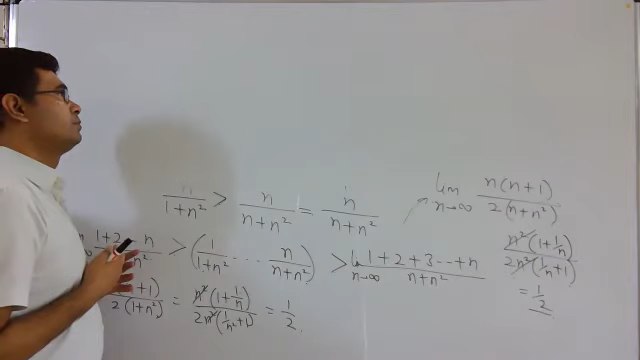 n/(1+n²) > n/(n+n²) = n/(n+n²)
lim n→∞ n(n+1)/2(n+n²)
1+2 n/n² > (1/(1+n²) ... n/(n+n²)) > lt n→∞ 1+2+3--+n/(n+n²)
n²(1+1/n)/2n²(1/n+1)
= 1/2
+1)/2(1+n²) = n²(1+1/n)/2n²(1/n²+1) = 1/2.